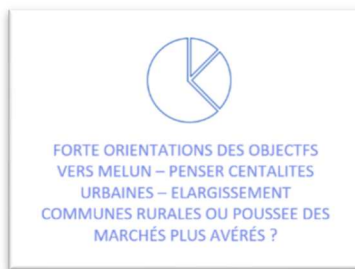 FORTE ORIENTATIONS DES OBJECTFS
VERS MELUN – PENSER CENTALITES
URBAINES – ELARGISSEMENT
COMMUNES RURALES OU POUSSEE DES
MARCHÉS PLUS AVÉRÉS ?